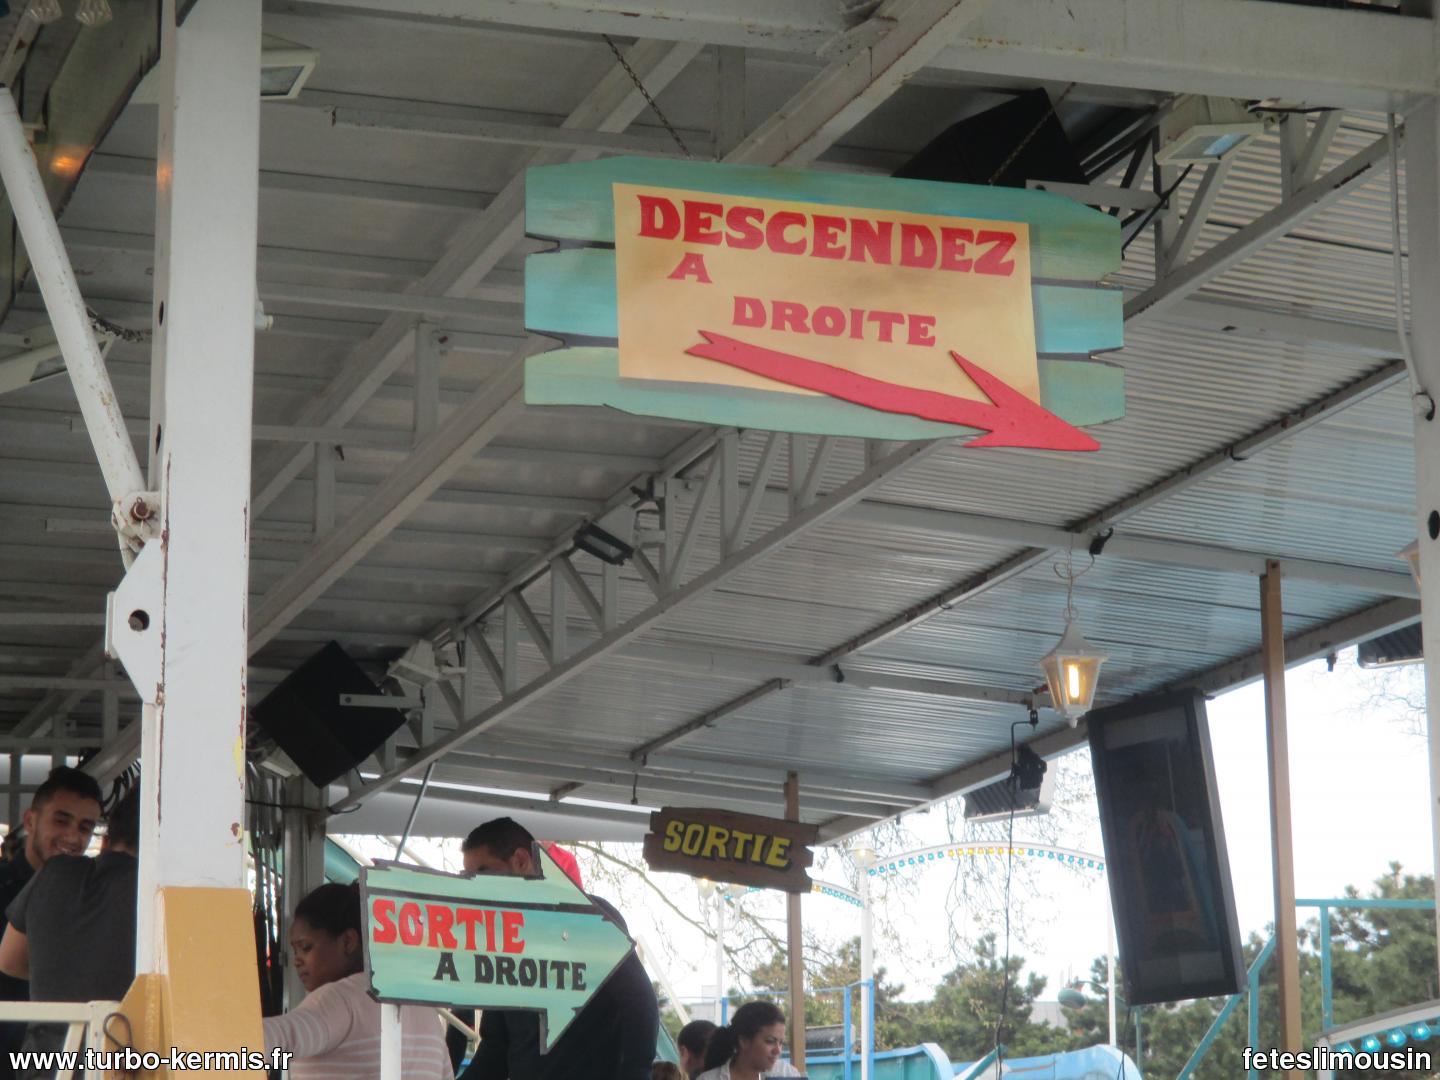 DESCENDEZ
A
DROITE
SORTIE
SORTIE
A DROITE
www.turbo-kermis.fr
feteslimousin